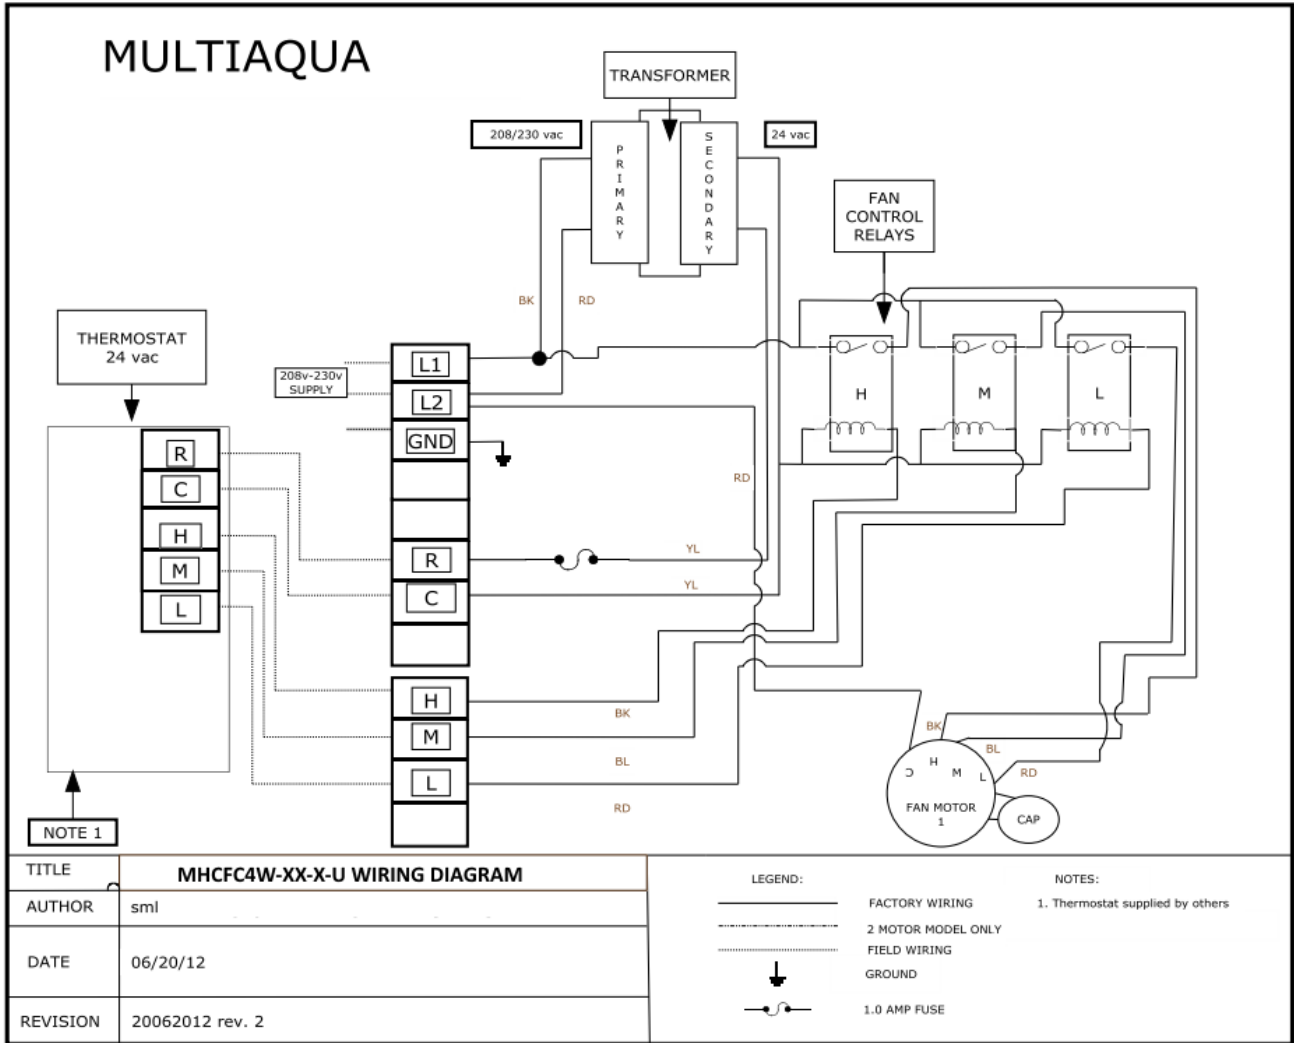 MULTIAQUA
TRANSFORMER
208/230 vac
24 vac
PRIMARY
SECONDARY
FAN
CONTROL
RELAYS
BK
RD
THERMOSTAT
24 vac
208v-230v
SUPPLY
L1
L2
GND
R
C
H
M
L
R
C
H
M
L
H
M
L
RD
YL
YL
BK
BL
RD
BK
BL
RD
C
H
M
L
FAN MOTOR
1
CAP
NOTE 1
TITLE
MHCFC4W-XX-X-U WIRING DIAGRAM
AUTHOR
sml
DATE
06/20/12
REVISION
20062012 rev. 2
LEGEND:
FACTORY WIRING
2 MOTOR MODEL ONLY
FIELD WIRING
GROUND
1.0 AMP FUSE
NOTES:
1. Thermostat supplied by others